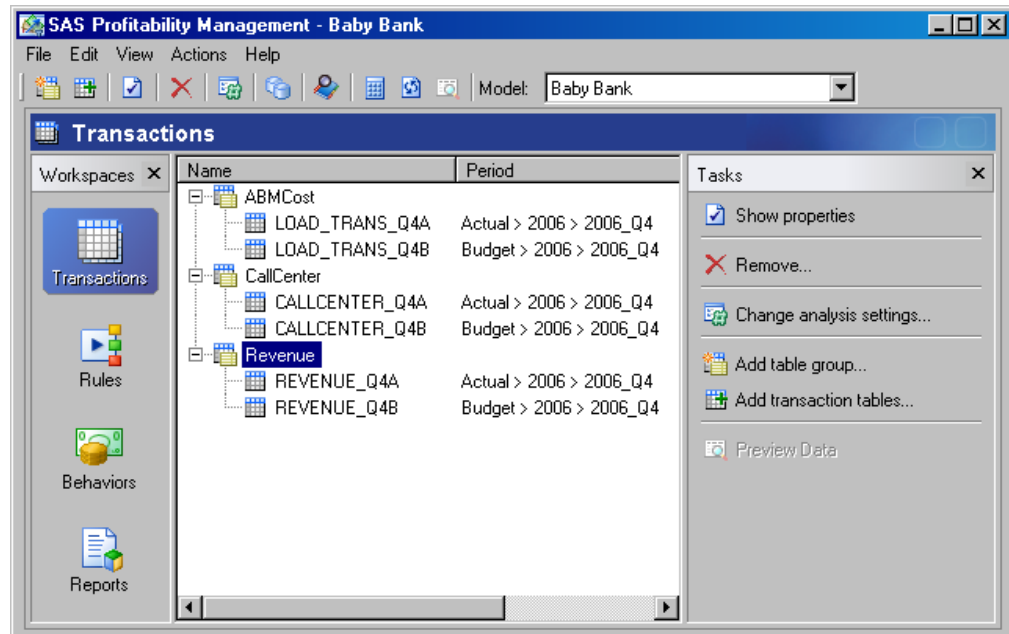 SAS Profitability Management - Baby Bank
File Edit View Actions Help
Model: Baby Bank
Transactions
Workspaces
Transactions
Rules
Behaviors
Reports
Name Period
ABMCost
LOAD_TRANS_Q4A Actual > 2006 > 2006_Q4
LOAD_TRANS_Q4B Budget > 2006 > 2006_Q4
CallCenter
CALLCENTER_Q4A Actual > 2006 > 2006_Q4
CALLCENTER_Q4B Budget > 2006 > 2006_Q4
Revenue
REVENUE_Q4A Actual > 2006 > 2006_Q4
REVENUE_Q4B Budget > 2006 > 2006_Q4
Tasks
Show properties
Remove...
Change analysis settings...
Add table group...
Add transaction tables...
Preview Data